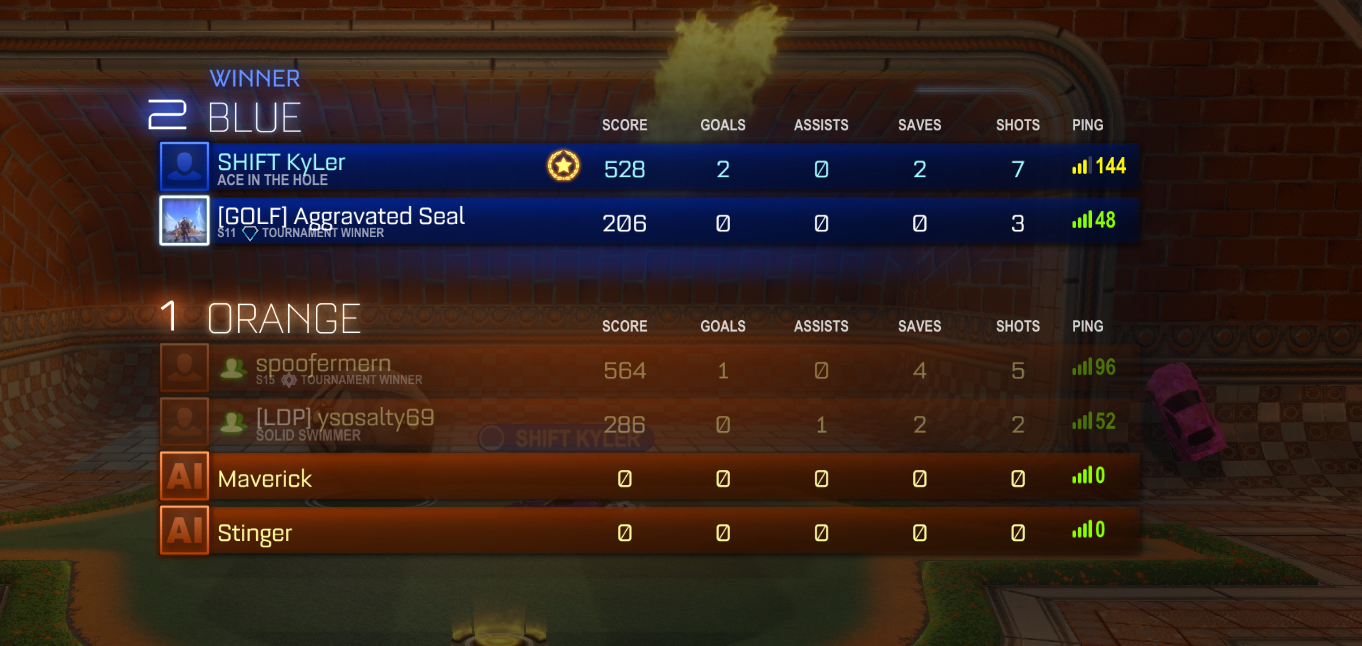 WINNER
2 BLUE
SCORE GOALS ASSISTS SAVES SHOTS PING
SHIFT KyLer 528 2 0 2 7 144
ACE IN THE HOLE
[GOLF] Aggravated Seal 206 0 0 0 3 48
S11 TOURNAMENT WINNER
1 ORANGE
SCORE GOALS ASSISTS SAVES SHOTS PING
spoofermern 564 1 0 4 5 96
S15 TOURNAMENT WINNER
[LDP] ysosalty69 286 0 1 2 2 52
SOLID SWIMMER
SHIFT KYLER
AI Maverick 0 0 0 0 0 0
AI Stinger 0 0 0 0 0 0